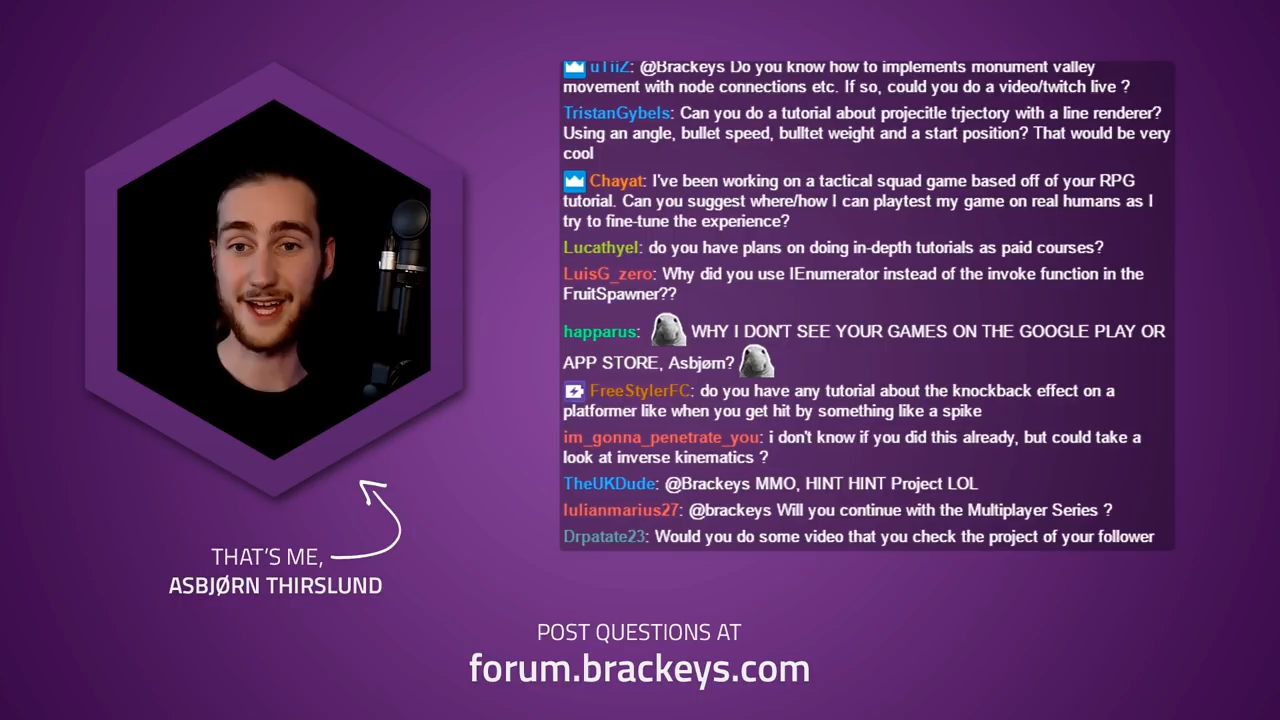 uTiiZ: @Brackeys Do you know how to implements monument valley
movement with node connections etc. If so, could you do a video/twitch live ?
TristanGybels: Can you do a tutorial about projecitle trjectory with a line renderer?
Using an angle, bullet speed, bulltet weight and a start position? That would be very
cool
Chayat: I've been working on a tactical squad game based off of your RPG
tutorial. Can you suggest where/how I can playtest my game on real humans as I
try to fine-tune the experience?
Lucathyel: do you have plans on doing in-depth tutorials as paid courses?
LuisG_zero: Why did you use IEnumerator instead of the invoke function in the
FruitSpawner??
happarus: WHY I DON'T SEE YOUR GAMES ON THE GOOGLE PLAY OR
APP STORE, Asbjørn?
FreeStylerFC: do you have any tutorial about the knockback effect on a
platformer like when you get hit by something like a spike
im_gonna_penetrate_you: i don't know if you did this already, but could take a
look at inverse kinematics ?
TheUKDude: @Brackeys MMO, HINT HINT Project LOL
Iulianmarius27: @brackeys Will you continue with the Multiplayer Series ?
Drpatate23: Would you do some video that you check the project of your follower
THAT'S ME,
ASBJØRN THIRSLUND
POST QUESTIONS AT
forum.brackeys.com